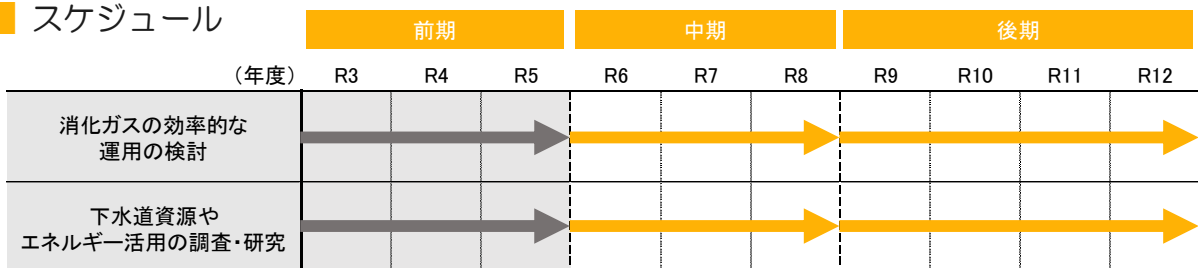 スケジュール
前期 中期 後期
（年度） R3 R4 R5 R6 R7 R8 R9 R10 R11 R12
消化ガスの効率的な
運用の検討
下水道資源や
エネルギー活用の調査・研究